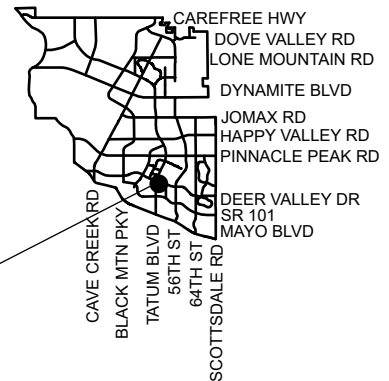 CAREFREE HWY
DOVE VALLEY RD
LONE MOUNTAIN RD
DYNAMITE BLVD
JOMAX RD
HAPPY VALLEY RD
PINNACLE PEAK RD
DEER VALLEY DR
SR 101
MAYO BLVD
CAVE CREEK RD
BLACK MTN PKY
TATUM BLVD
56TH ST
64TH ST
SCOTTSDALE RD